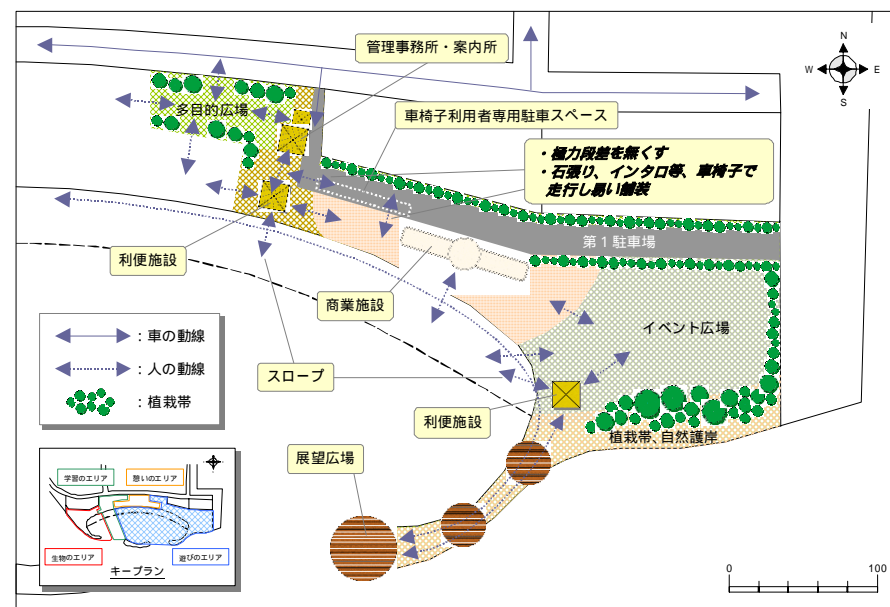 管理事務所・案内所
N
W E
S
多目的広場
車椅子利用者専用駐車スペース
・極力段差を無くす
・石張り、インタロ等、車椅子で
走行し易い舗装
第1駐車場
利便施設
商業施設
イベント広場
:車の動線
:人の動線
:植栽帯
スロープ
利便施設
植栽帯、自然護岸
展望広場
学習のエリア
憩いのエリア
生物のエリア
遊びのエリア
キープラン
0 100